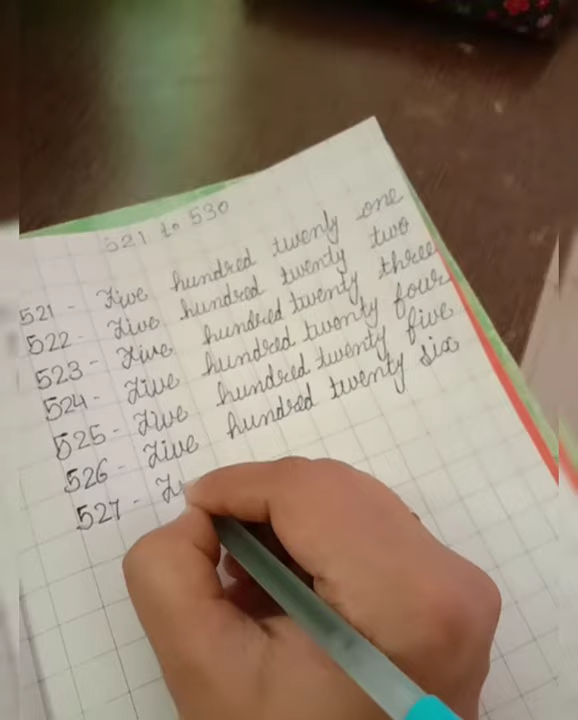 521 to 530
521 - Five hundred twenty one
522 - Five hundred twenty two
523 - Five hundred twenty three
524 - Five hundred twenty four
525 - Five hundred twenty five
526 - Five hundred twenty six
527 -